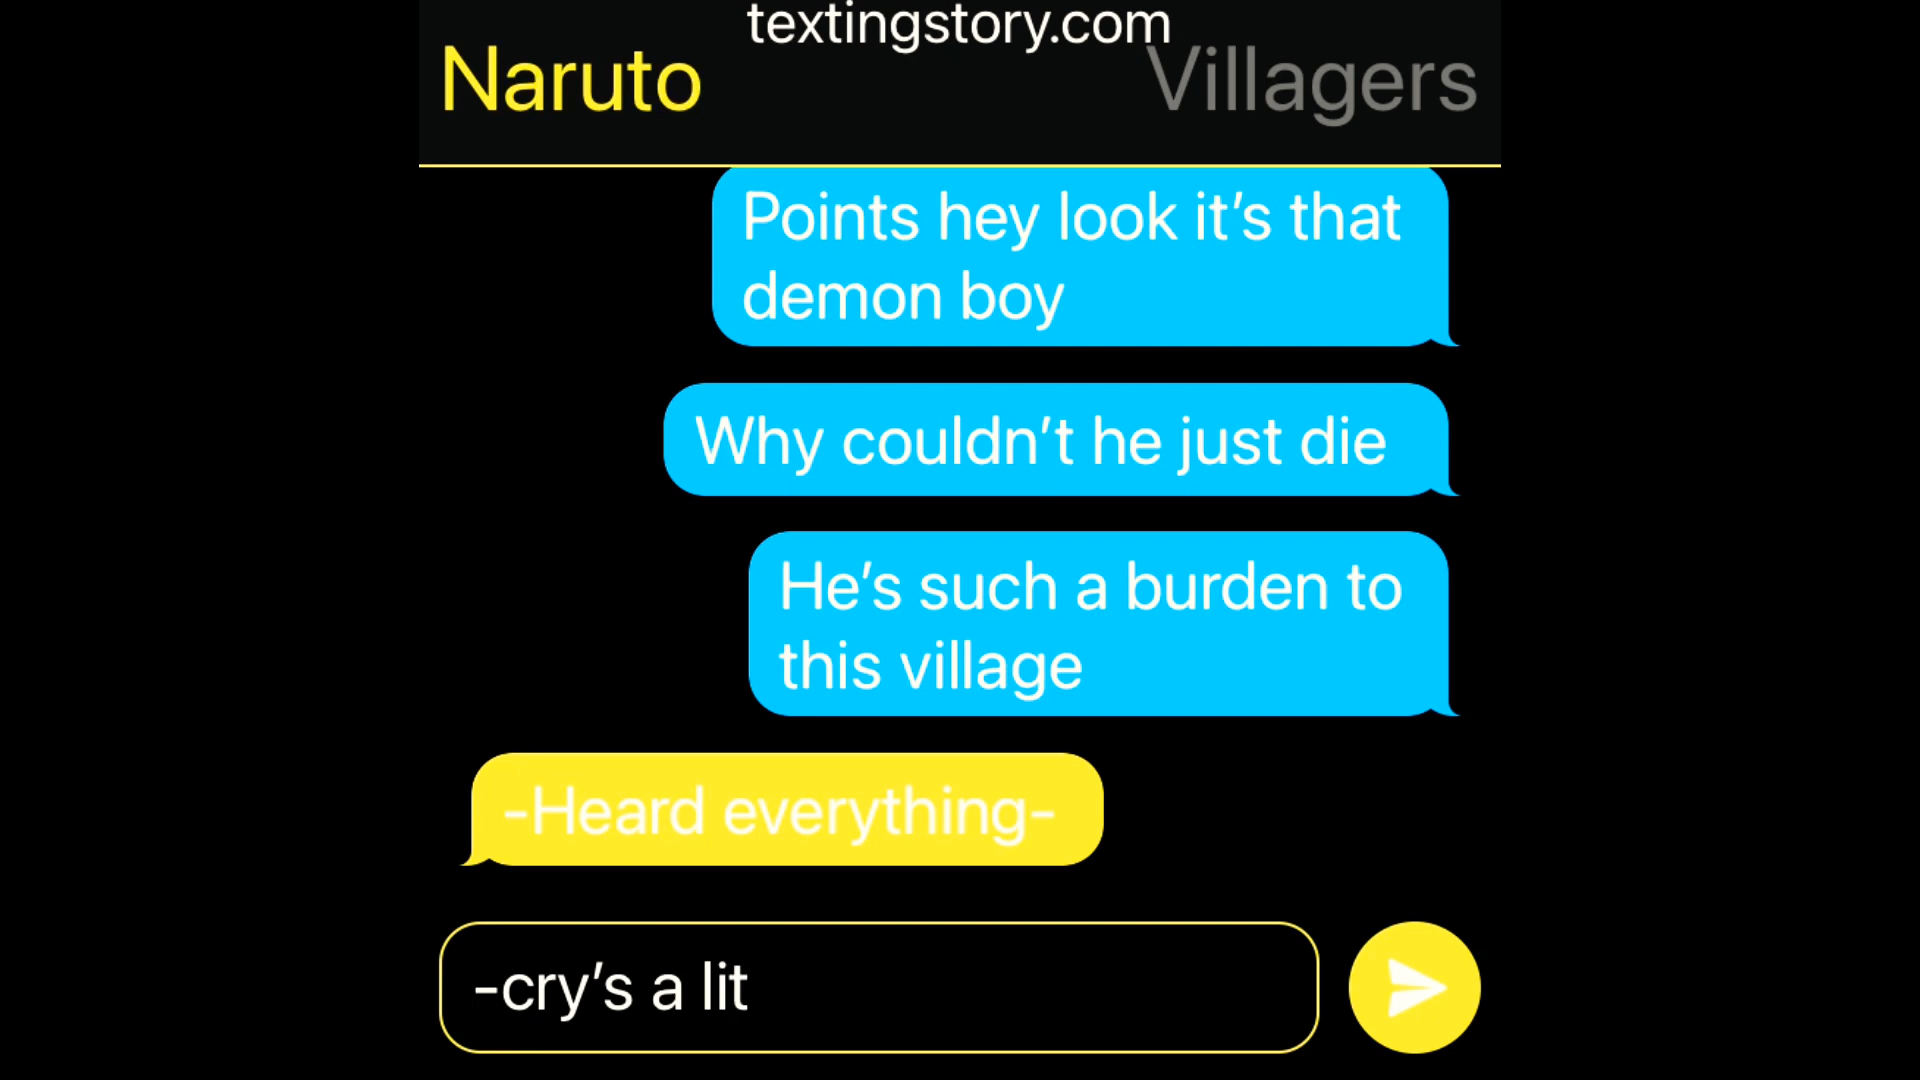 textingstory.com
Naruto
Villagers
Points hey look it’s that
demon boy
Why couldn’t he just die
He’s such a burden to
this village
-Heard everything-
-cry’s a lit